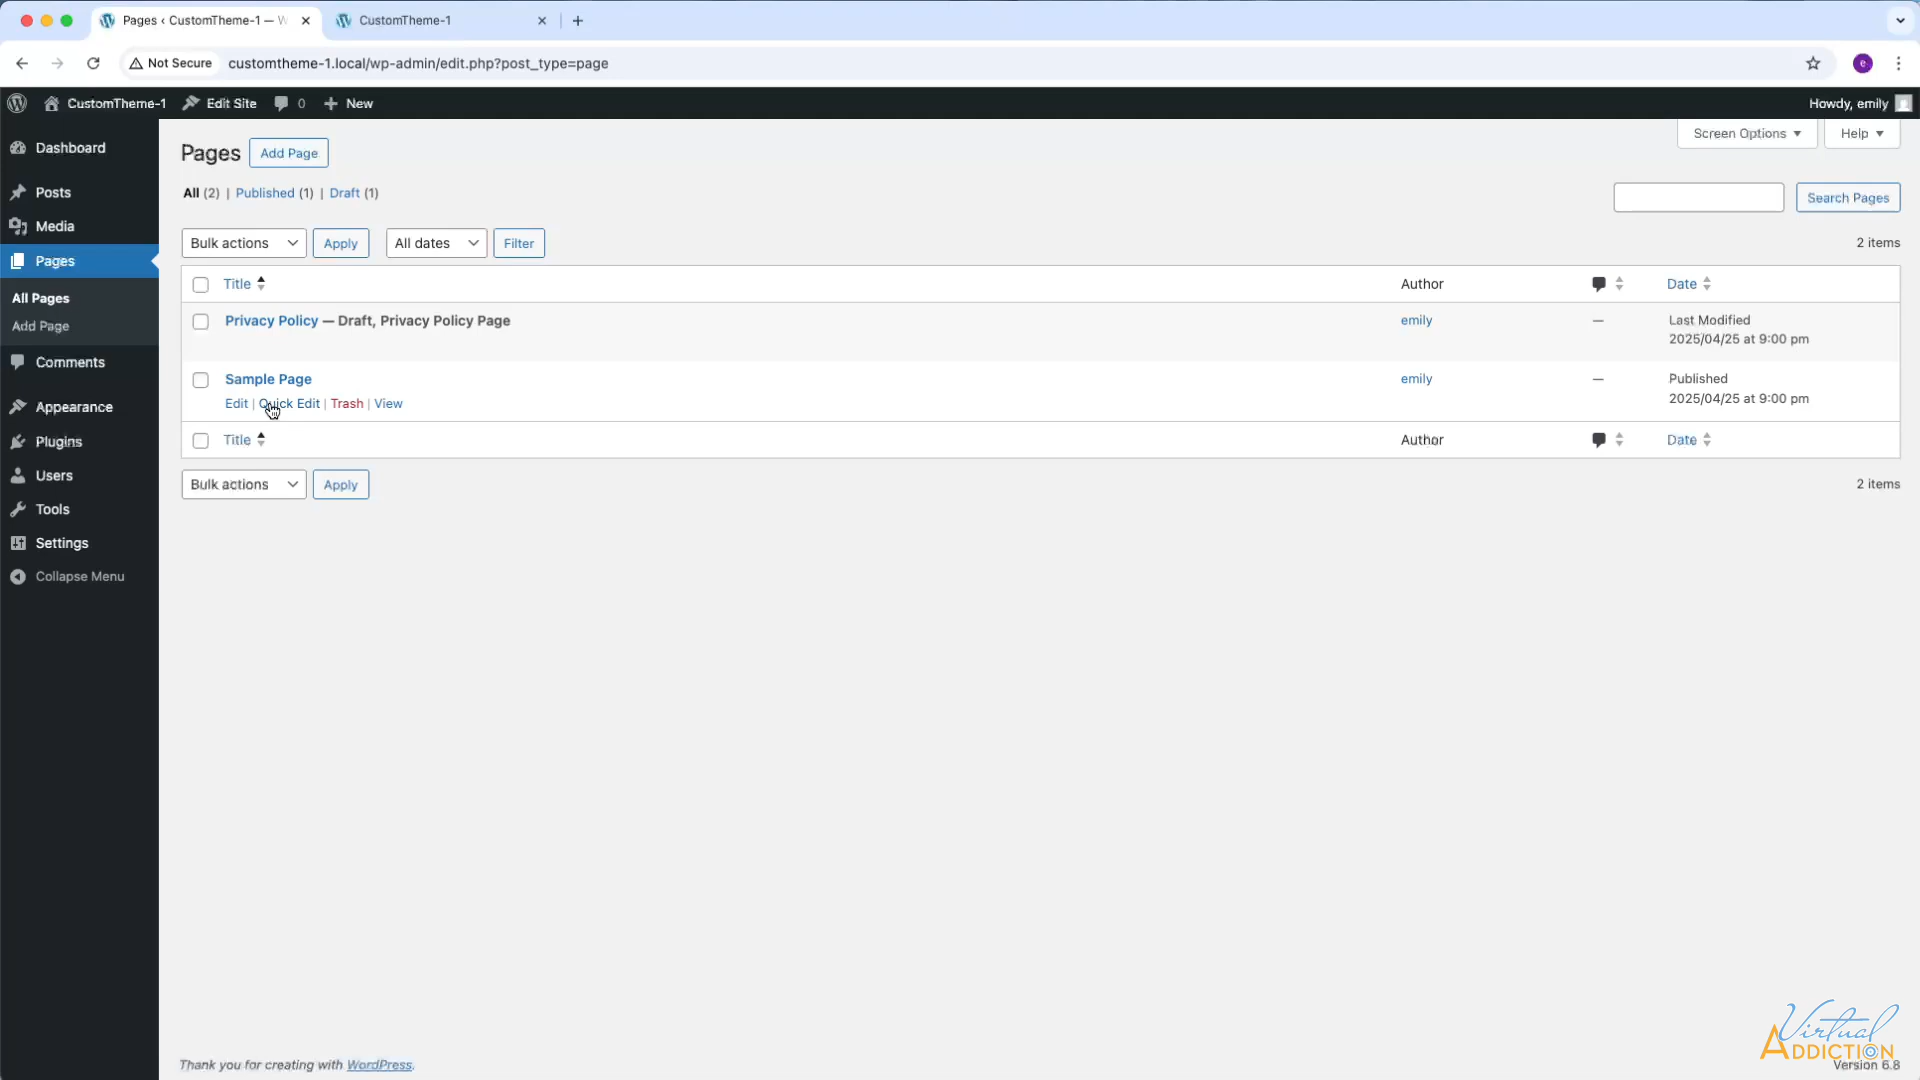 Pages ‹ CustomTheme-1 — W
CustomTheme-1
Not Secure
customtheme-1.local/wp-admin/edit.php?post_type=page
e
CustomTheme-1
Edit Site
0
New
Howdy, emily
Dashboard
Posts
Media
Pages
All Pages
Add Page
Comments
Appearance
Plugins
Users
Tools
Settings
Collapse Menu
Screen Options
Help
Pages
Add Page
All (2) | Published (1) | Draft (1)
Search Pages
Bulk actions
Apply
All dates
Filter
2 items
Title
Author
Date
Privacy Policy — Draft, Privacy Policy Page
emily
—
Last Modified
2025/04/25 at 9:00 pm
Sample Page
Edit | Quick Edit | Trash | View
emily
—
Published
2025/04/25 at 9:00 pm
Title
Author
Date
Bulk actions
Apply
2 items
Thank you for creating with WordPress.
Virtual
ADDICTION
Version 6.8